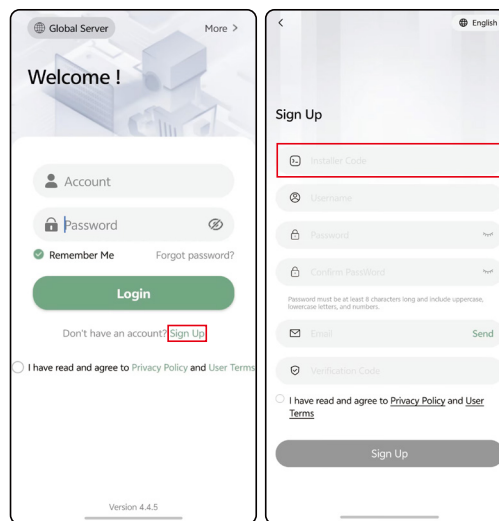 Global Server
More >
Welcome !
Account
Password
Remember Me
Forgot password?
Login
Don't have an account? Sign Up
I have read and agree to Privacy Policy and User Terms
Version 4.4.5
English
Sign Up
Installer Code
Username
Password
Confirm PassWord
Password must be at least 8 characters long and include uppercase,
lowercase letters, and numbers.
Email
Send
Verification Code
I have read and agree to Privacy Policy and User
Terms
Sign Up